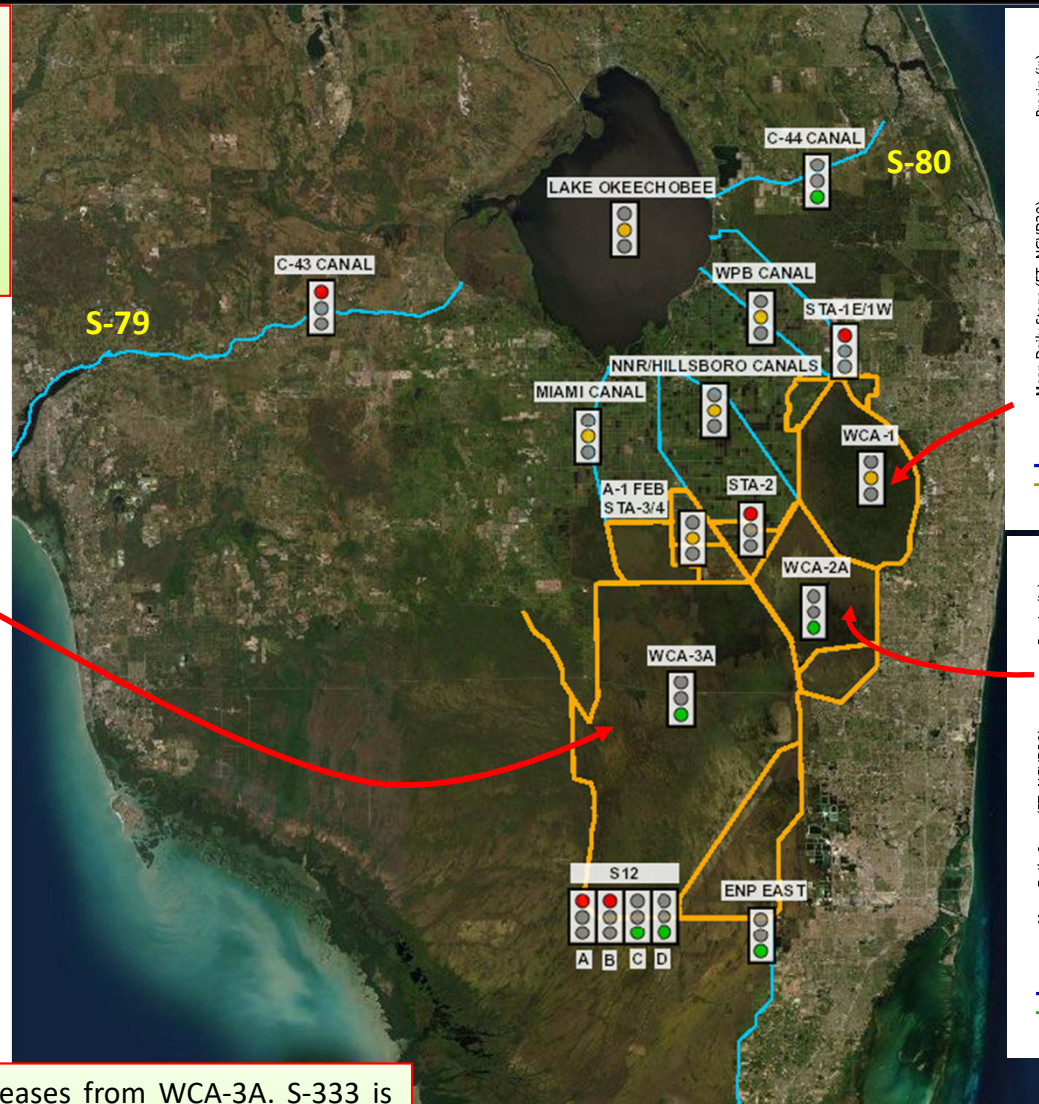 C-44 CANAL
S-80
LAKE OKEECHOBEE
C-43 CANAL
WPB CANAL
S-79
STA-1E/1W
NNR/HILLSBORO CANALS
MIAMI CANAL
WCA-1
A-1 FEB
STA-3/4
STA-2
WCA-2A
WCA-3A
S12
ENP EAST
A B C D
eases from WCA-3A. S-333 is